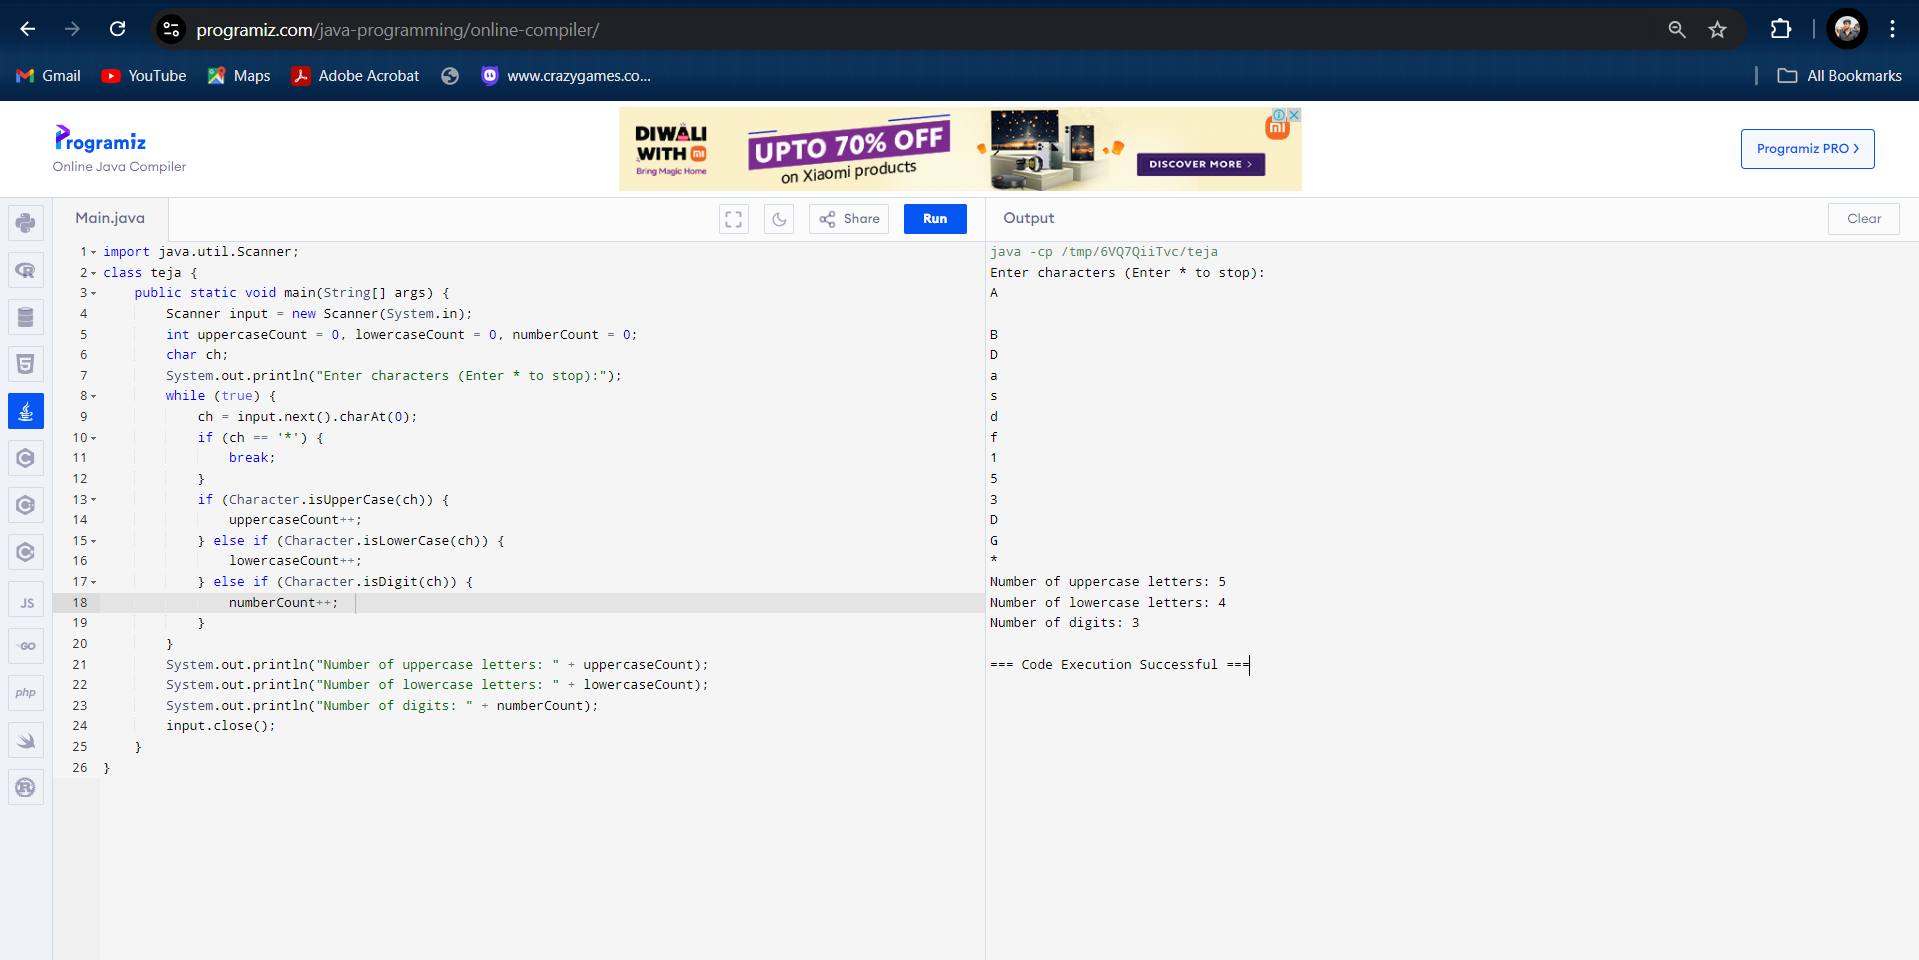 programiz.com/java-programming/online-compiler/
Gmail YouTube Maps Adobe Acrobat www.crazygames.co... All Bookmarks
Programiz
Online Java Compiler
DIWALI
WITH mi
Bring Magic Home
UPTO 70% OFF
on Xiaomi products
DISCOVER MORE >
mi
Programiz PRO >
Main.java
Share
Run
Output
Clear
JS
GO
php
1 import java.util.Scanner;
2 class teja {
3     public static void main(String[] args) {
4         Scanner input = new Scanner(System.in);
5         int uppercaseCount = 0, lowercaseCount = 0, numberCount = 0;
6         char ch;
7         System.out.println("Enter characters (Enter * to stop):");
8         while (true) {
9             ch = input.next().charAt(0);
10             if (ch == '*') {
11                 break;
12             }
13             if (Character.isUpperCase(ch)) {
14                 uppercaseCount++;
15             } else if (Character.isLowerCase(ch)) {
16                 lowercaseCount++;
17             } else if (Character.isDigit(ch)) {
18                 numberCount++;
19             }
20         }
21         System.out.println("Number of uppercase letters: " + uppercaseCount);
22         System.out.println("Number of lowercase letters: " + lowercaseCount);
23         System.out.println("Number of digits: " + numberCount);
24         input.close();
25     }
26 }
java -cp /tmp/6VQ7QiiTvc/teja
Enter characters (Enter * to stop):
A
B
D
a
s
d
f
1
5
3
D
G
*
Number of uppercase letters: 5
Number of lowercase letters: 4
Number of digits: 3
=== Code Execution Successful ===